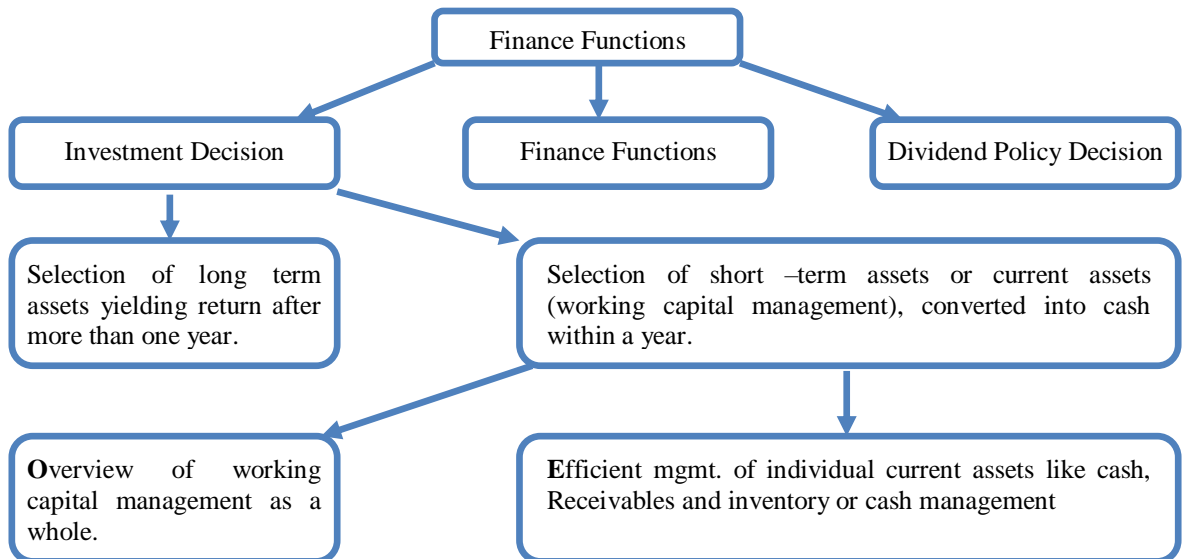 Finance Functions
Investment Decision
Finance Functions
Dividend Policy Decision
Selection of long term
assets yielding return after
more than one year.
Selection of short –term assets or current assets
(working capital management), converted into cash
within a year.
Overview of working
capital management as a
whole.
Efficient mgmt. of individual current assets like cash,
Receivables and inventory or cash management